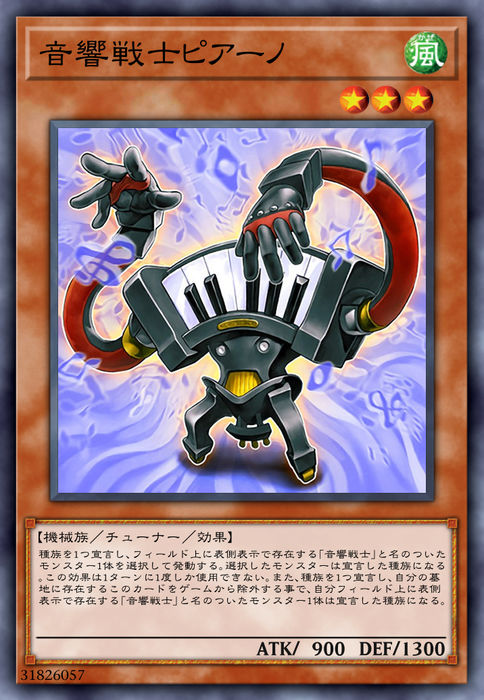 音響戦士ピアーノ
かぜ
風
【機械族／チューナー／効果】
種族を1つ宣言し、フィールド上に表側表示で存在する「音響戦士」と名のついた
モンスター1体を選択して発動する。選択したモンスターは宣言した種族になる
。この効果は1ターンに1度しか使用できない。また、種族を1つ宣言し、自分の墓
地に存在するこのカードをゲームから除外する事で、自分フィールド上に表側
表示で存在する「音響戦士」と名のついたモンスター1体は宣言した種族になる。
ATK/ 900 DEF/1300
31826057